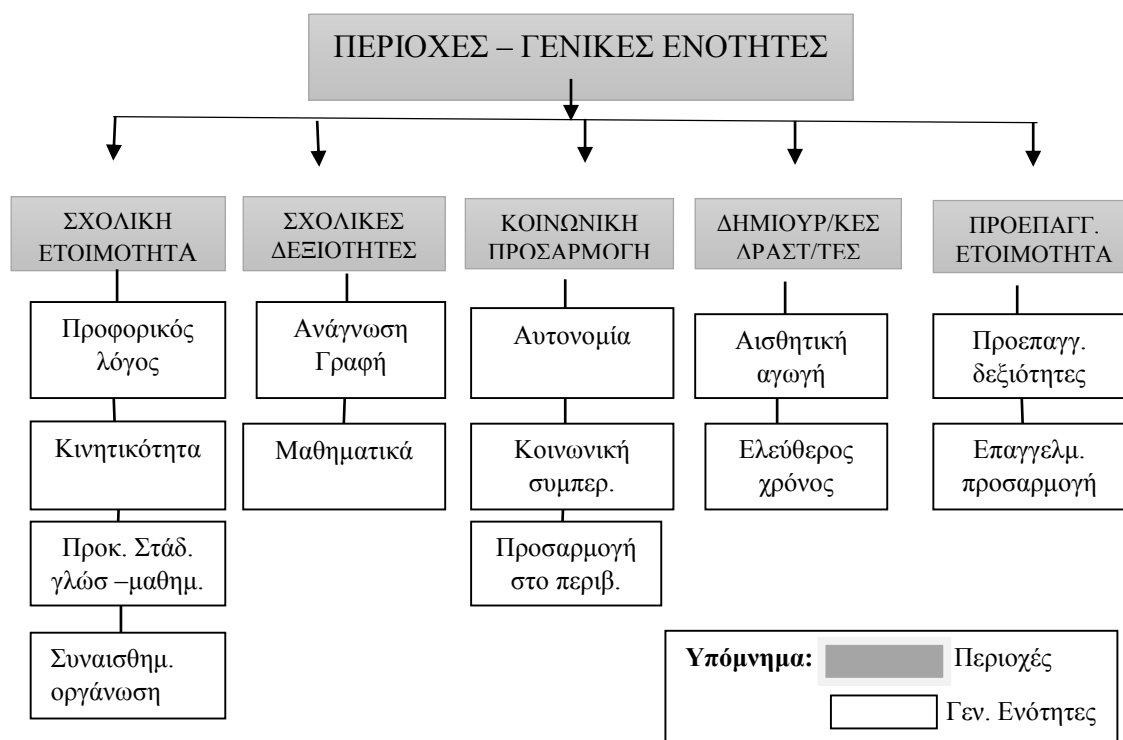 ΠΕΡΙΟΧΕΣ – ΓΕΝΙΚΕΣ ΕΝΟΤΗΤΕΣ
ΣΧΟΛΙΚΗ
ΕΤΟΙΜΟΤΗΤΑ
Προφορικός
λόγος
Κινητικότητα
Προκ. Στάδ.
γλώσ –μαθημ.
Συναισθημ.
οργάνωση
ΣΧΟΛΙΚΕΣ
ΔΕΞΙΟΤΗΤΕΣ
Ανάγνωση
Γραφή
Μαθηματικά
ΚΟΙΝΩΝΙΚΗ
ΠΡΟΣΑΡΜΟΓΗ
Αυτονομία
Κοινωνική
συμπερ.
Προσαρμογή
στο περιβ.
ΔΗΜΙΟΥΡ/ΚΕΣ
ΔΡΑΣΤ/ΤΕΣ
Αισθητική
αγωγή
Ελεύθερος
χρόνος
ΠΡΟΕΠΑΓΓ.
ΕΤΟΙΜΟΤΗΤΑ
Προεπαγγ.
δεξιότητες
Επαγγελμ.
προσαρμογή
Υπόμνημα: Περιοχές
Γεν. Ενότητες